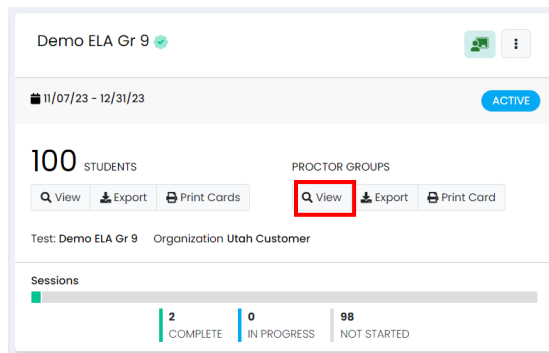 Demo ELA Gr 9
11/07/23 - 12/31/23
ACTIVE
100 STUDENTS
PROCTOR GROUPS
View Export Print Cards
View Export Print Card
Test: Demo ELA Gr 9 Organization Utah Customer
Sessions
2 0 98
COMPLETE IN PROGRESS NOT STARTED